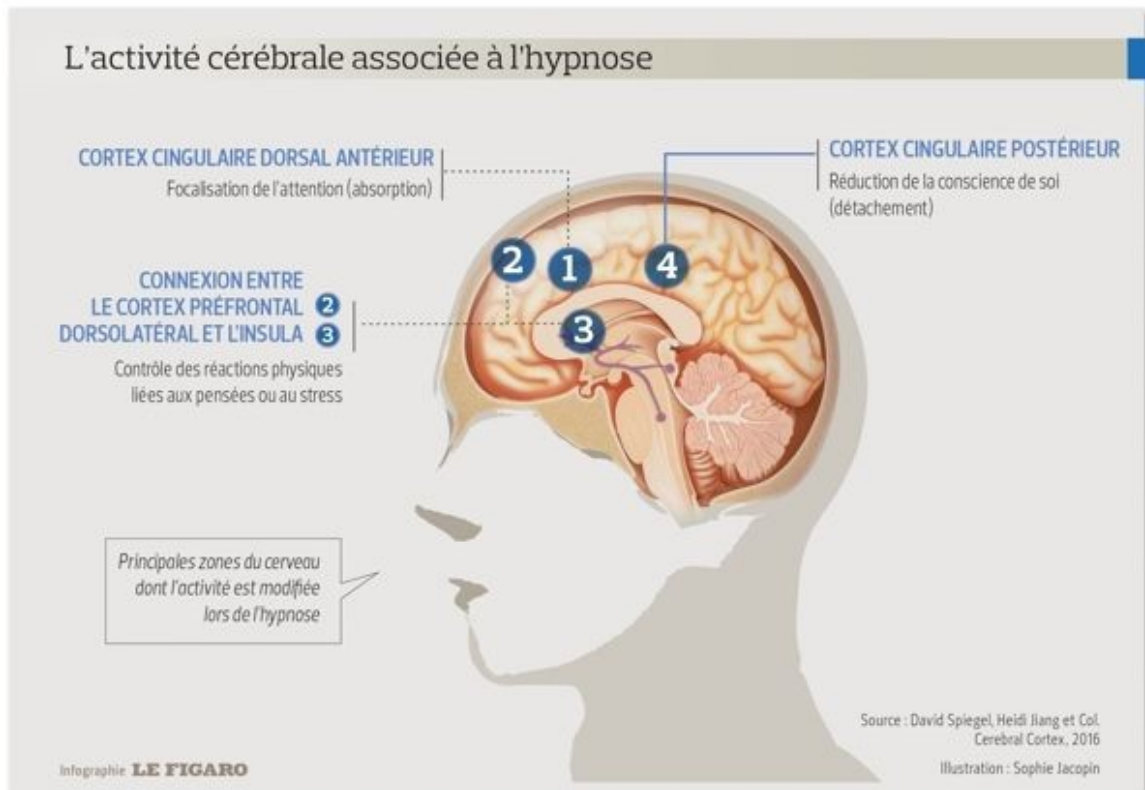 L'activité cérébrale associée à l'hypnose
CORTEX CINGULAIRE DORSAL ANTÉRIEUR
Focalisation de l'attention (absorption)
CORTEX CINGULAIRE POSTÉRIEUR
Réduction de la conscience de soi
(détachement)
CONNEXION ENTRE
LE CORTEX PRÉFRONTAL 2
DORSOLATÉRAL ET L'INSULA 3
Contrôle des réactions physiques
liées aux pensées ou au stress
2
1
4
3
Principales zones du cerveau
dont l'activité est modifiée
lors de l'hypnose
Source : David Spiegel, Heidi Jiang et Col.
Cerebral Cortex, 2016
Illustration : Sophie Jacopin
Infographie LE FIGARO